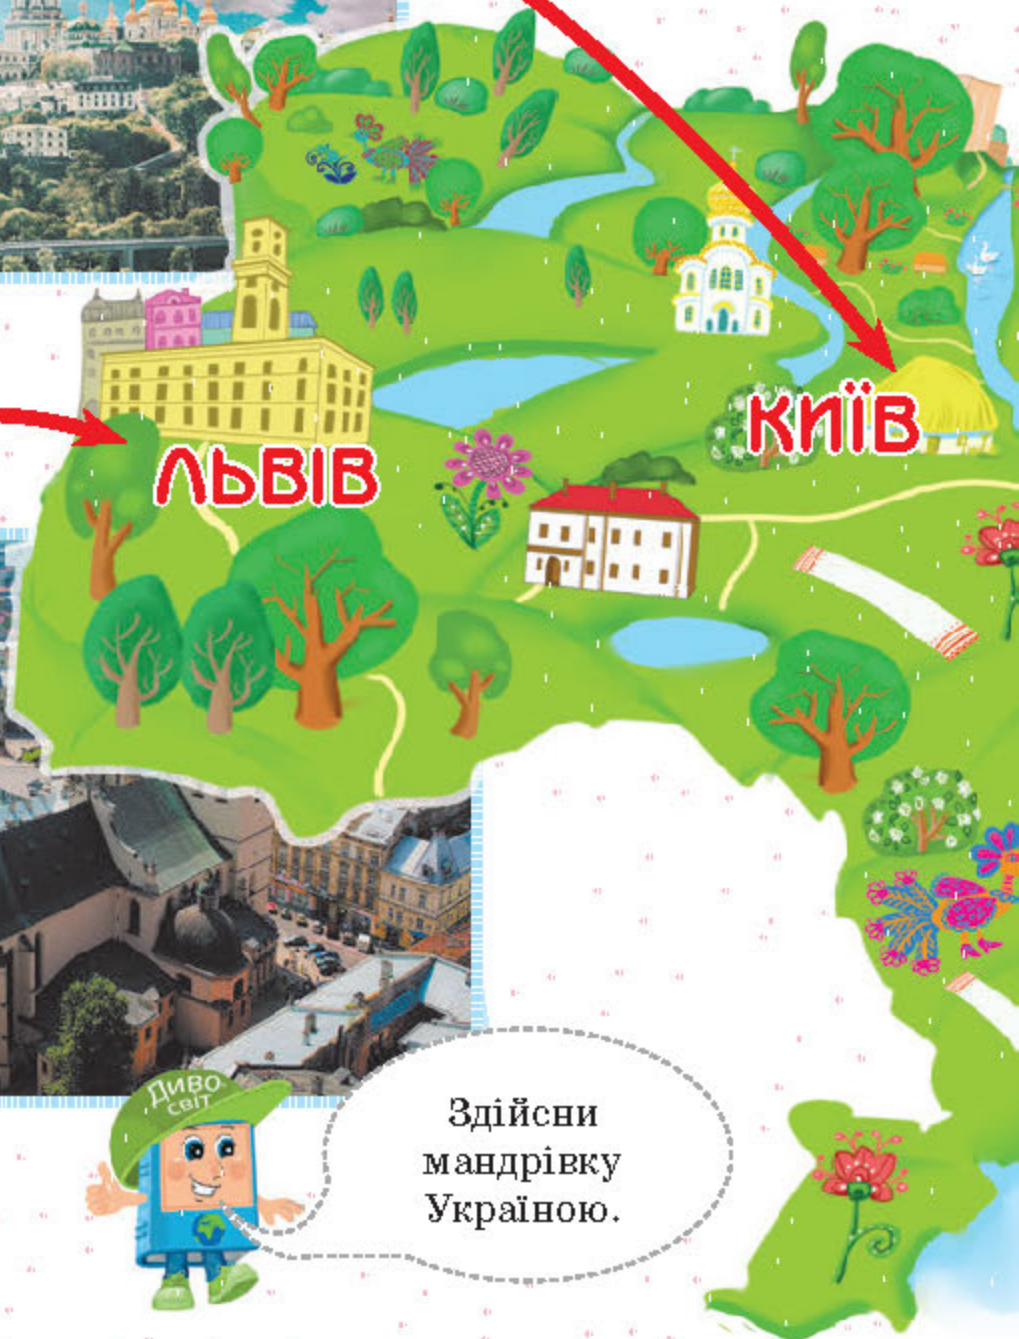 КИЇВ
ЛЬВІВ
ДИВО
СВІТ
Здійсни
мандрівку
Україною.